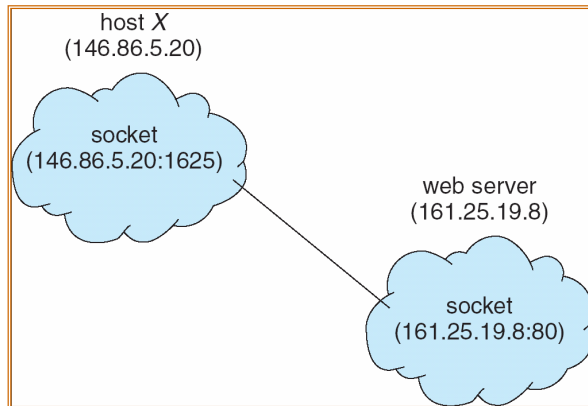 host X
(146.86.5.20)
socket
(146.86.5.20:1625)
web server
(161.25.19.8)
socket
(161.25.19.8:80)